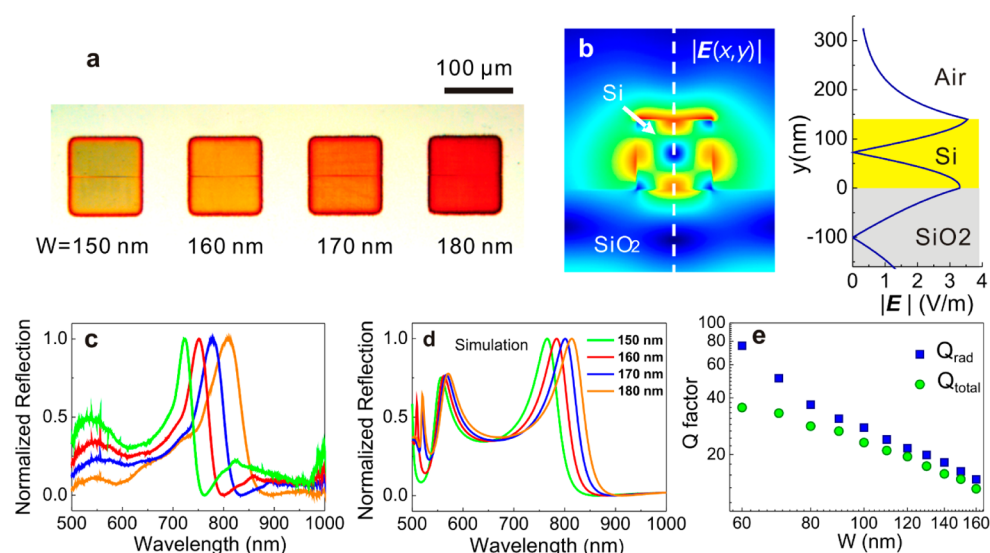 a
100 µm
W=150 nm
160 nm
170 nm
180 nm
b
|E(x,y)|
Si
SiO2
300
200
100
0
-100
y(nm)
Air
Si
SiO2
0 1 2 3 4
|E| (V/m)
c
1.0
0.5
0.0
Normalized Reflection
500 600 700 800 900 1000
Wavelength (nm)
d
Simulation
150 nm
160 nm
170 nm
180 nm
1.0
0.5
0.0
Normalized Reflection
500 600 700 800 900 1000
Wavelength (nm)
e
Qrad
Qtotal
100
80
60
40
20
Q factor
60 80 100 120 140 160
W (nm)